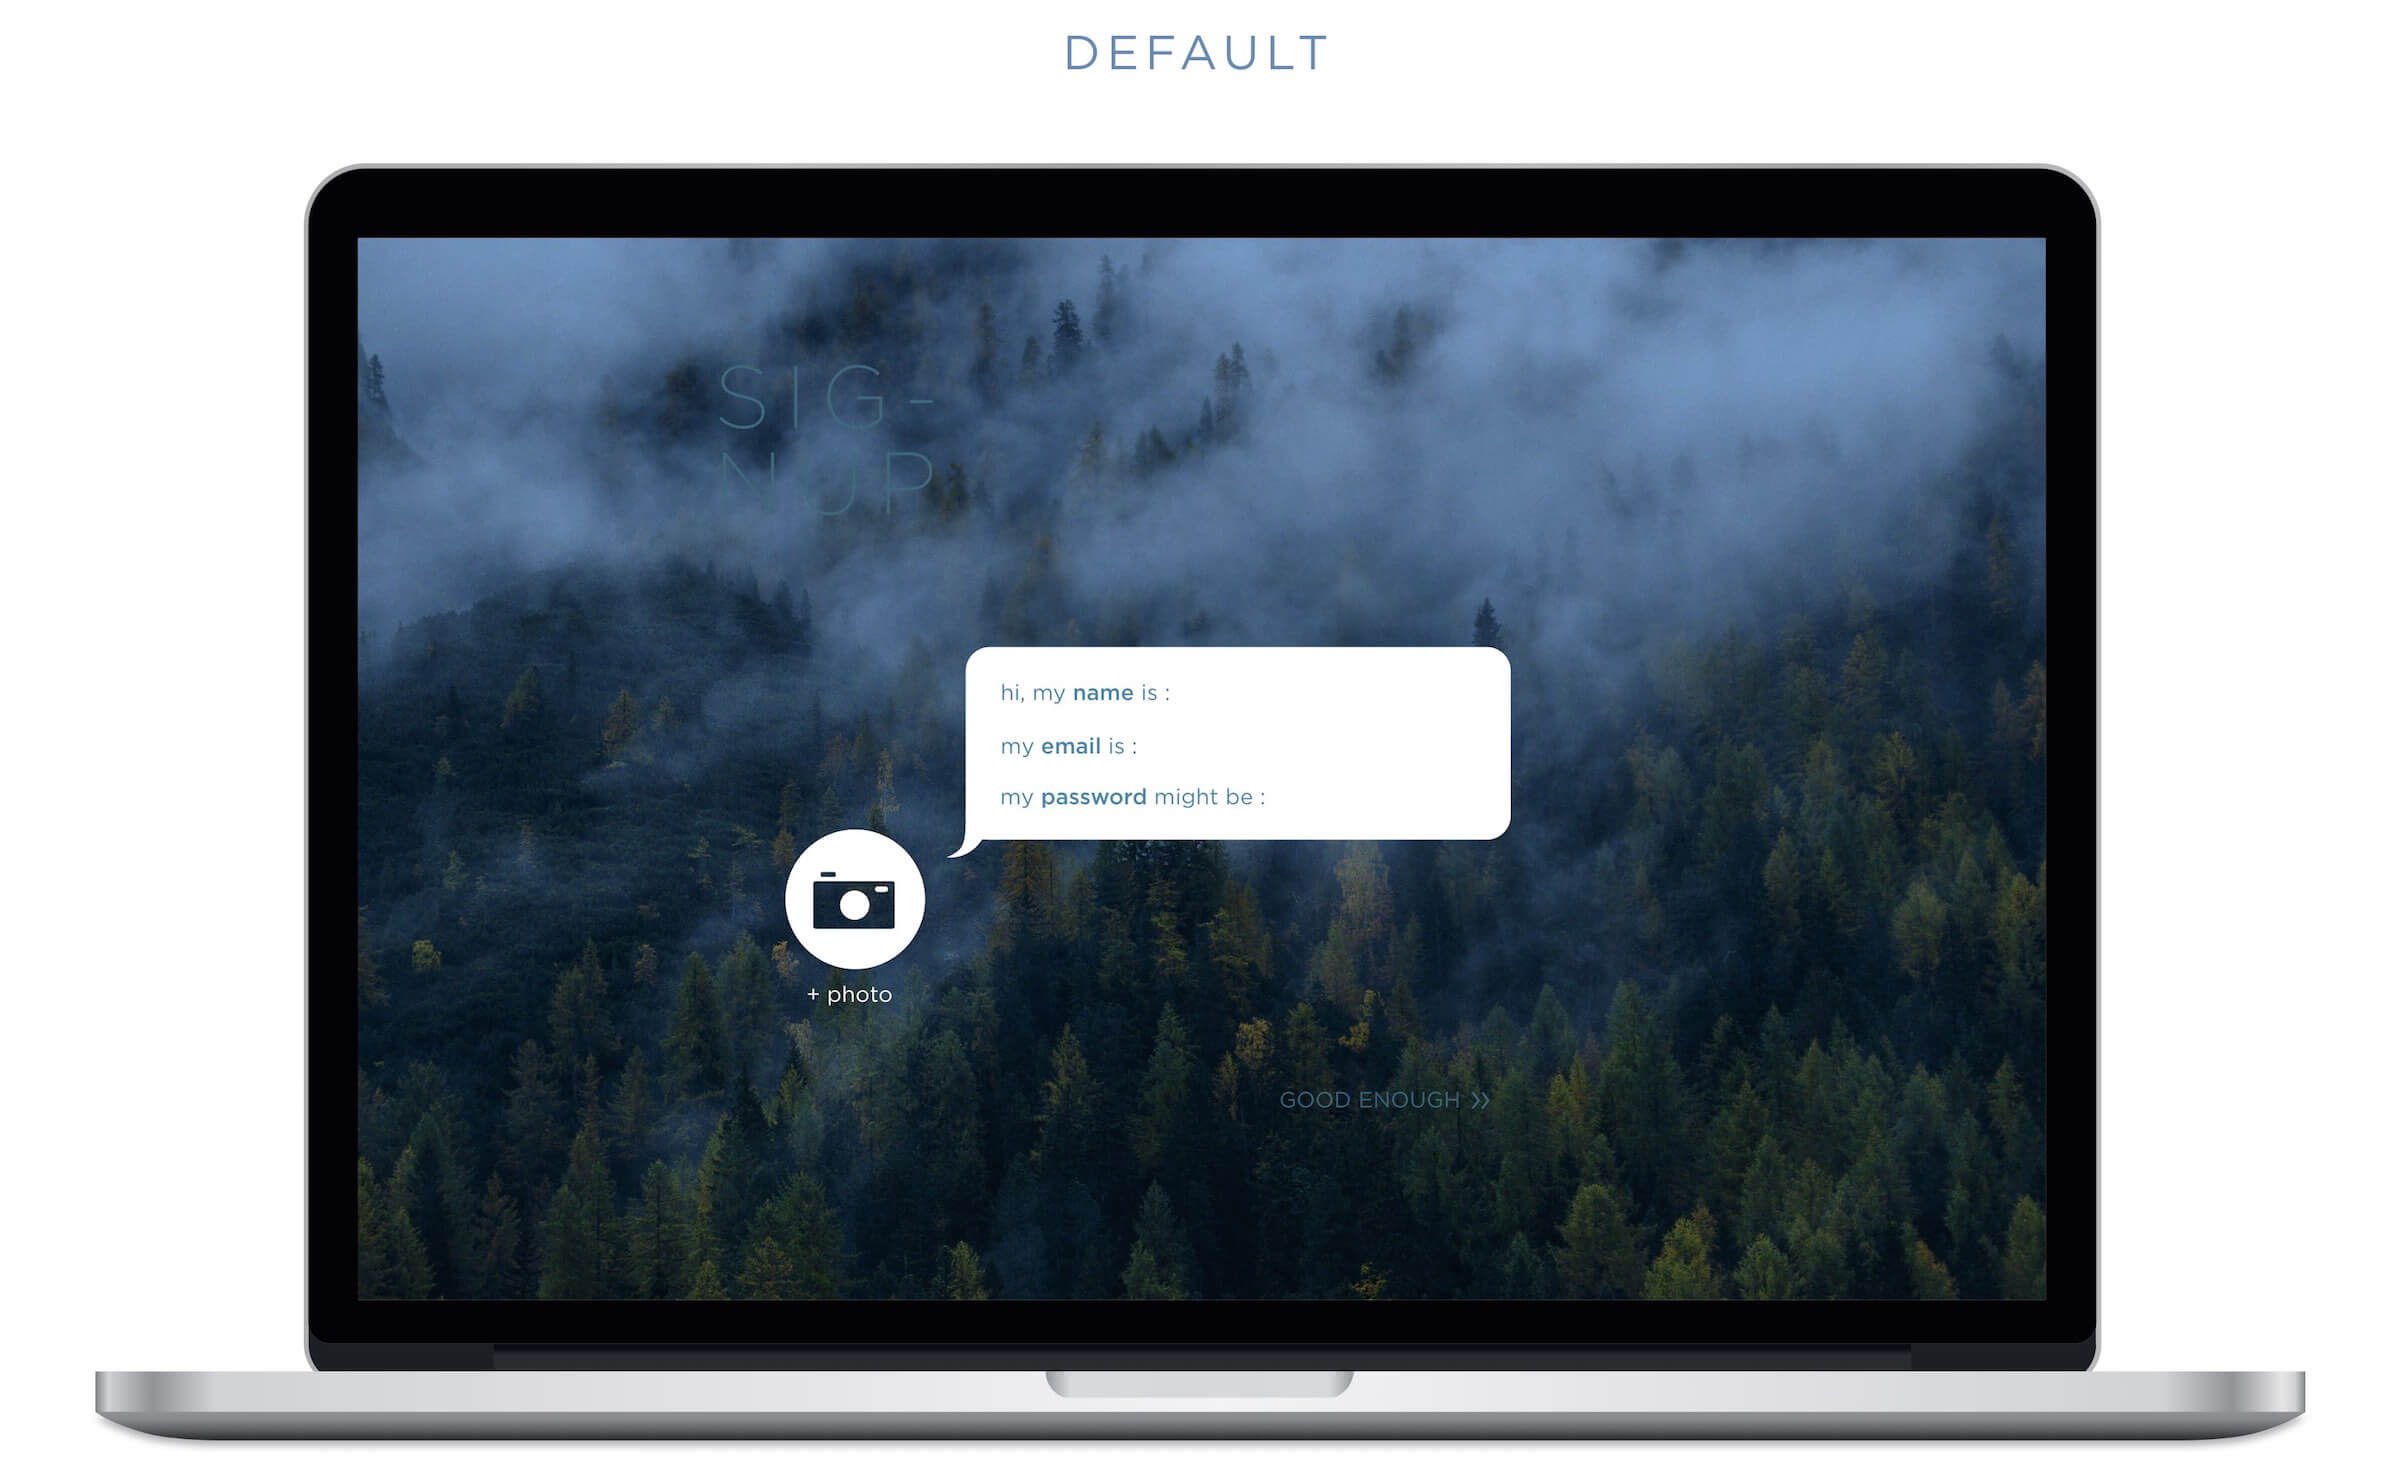 DEFAULT
SIG-
NUP
hi, my name is :
my email is :
my password might be :
+ photo
GOOD ENOUGH »